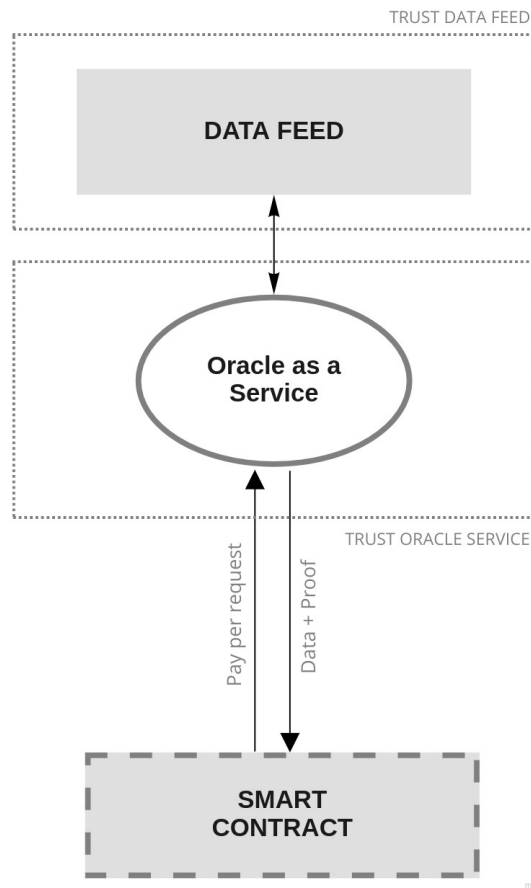 TRUST DATA FEED
DATA FEED
Oracle as a
Service
TRUST ORACLE SERVICE
Pay per request
Data + Proof
SMART
CONTRACT